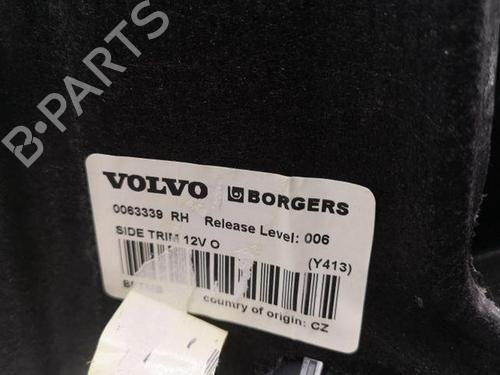 B-PARTS
VOLVO BORGERS
0063339 RH Release Level: 006
SIDE TRIM 12V O (Y413)
country of origin: CZ